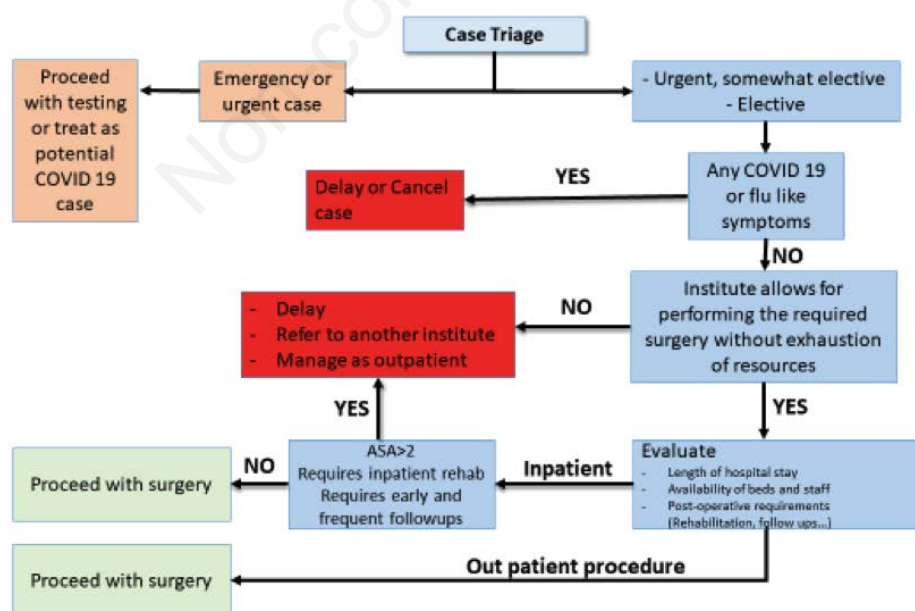 Case Triage
Proceed
with testing
or treat as
potential
COVID 19
case
Emergency or
urgent case
- Urgent, somewhat elective
- Elective
Delay or Cancel
case
YES
Any COVID 19
or flu like
symptoms
NO
- Delay
- Refer to another institute
- Manage as outpatient
NO
Institute allows for
performing the required
surgery without exhaustion
of resources
YES
YES
Proceed with surgery
NO
ASA>2
Requires inpatient rehab
Requires early and
frequent followups
Inpatient
Evaluate
- Length of hospital stay
- Availability of beds and staff
- Post-operative requirements
(Rehabilitation, follow ups...)
Proceed with surgery
Out patient procedure